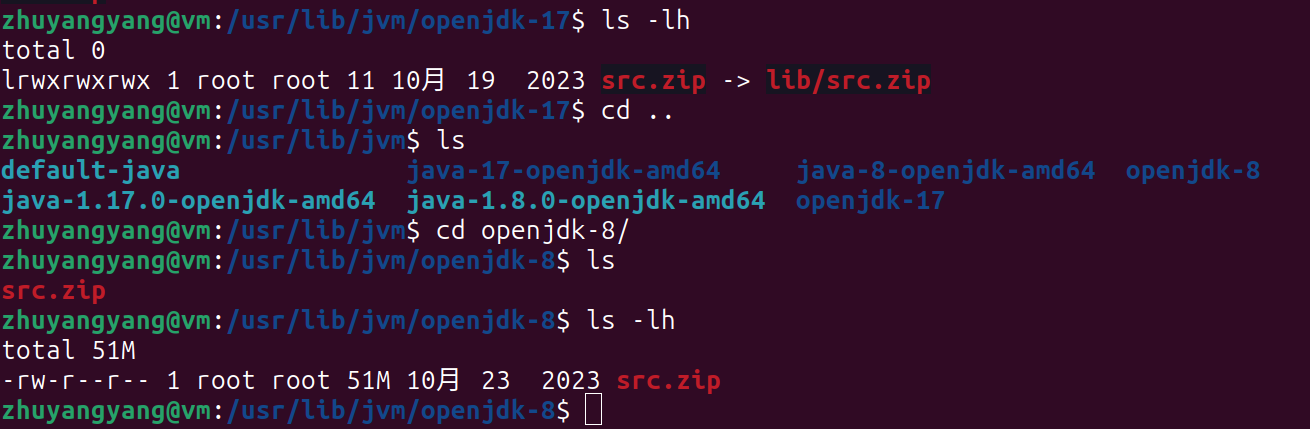 zhuyangyang@vm:/usr/lib/jvm/openjdk-17$ ls -lh
total 0
lrwxrwxrwx 1 root root 11 10月 19  2023 src.zip -> lib/src.zip
zhuyangyang@vm:/usr/lib/jvm/openjdk-17$ cd ..
zhuyangyang@vm:/usr/lib/jvm$ ls
default-java               java-17-openjdk-amd64     java-8-openjdk-amd64  openjdk-8
java-1.17.0-openjdk-amd64  java-1.8.0-openjdk-amd64  openjdk-17
zhuyangyang@vm:/usr/lib/jvm$ cd openjdk-8/
zhuyangyang@vm:/usr/lib/jvm/openjdk-8$ ls
src.zip
zhuyangyang@vm:/usr/lib/jvm/openjdk-8$ ls -lh
total 51M
-rw-r--r-- 1 root root 51M 10月 23  2023 src.zip
zhuyangyang@vm:/usr/lib/jvm/openjdk-8$